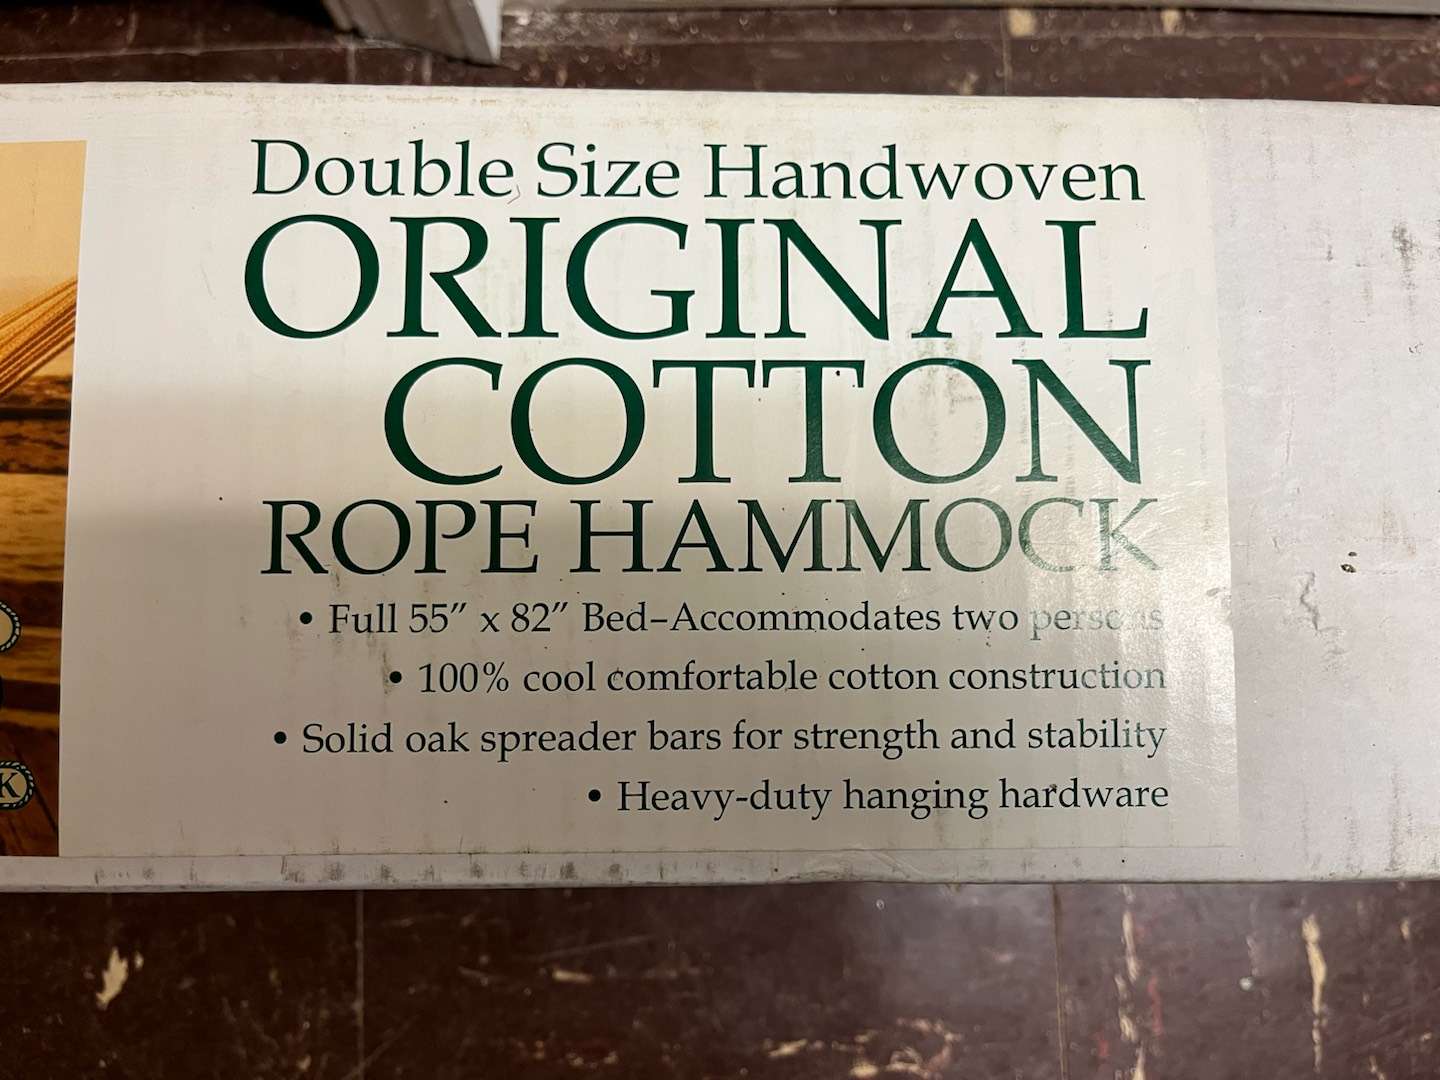 Double Size Handwoven
ORIGINAL
COTTON
ROPE HAMMOCK
• Full 55″ x 82″ Bed–Accommodates two persons
• 100% cool comfortable cotton construction
• Solid oak spreader bars for strength and stability
• Heavy-duty hanging hardware
K